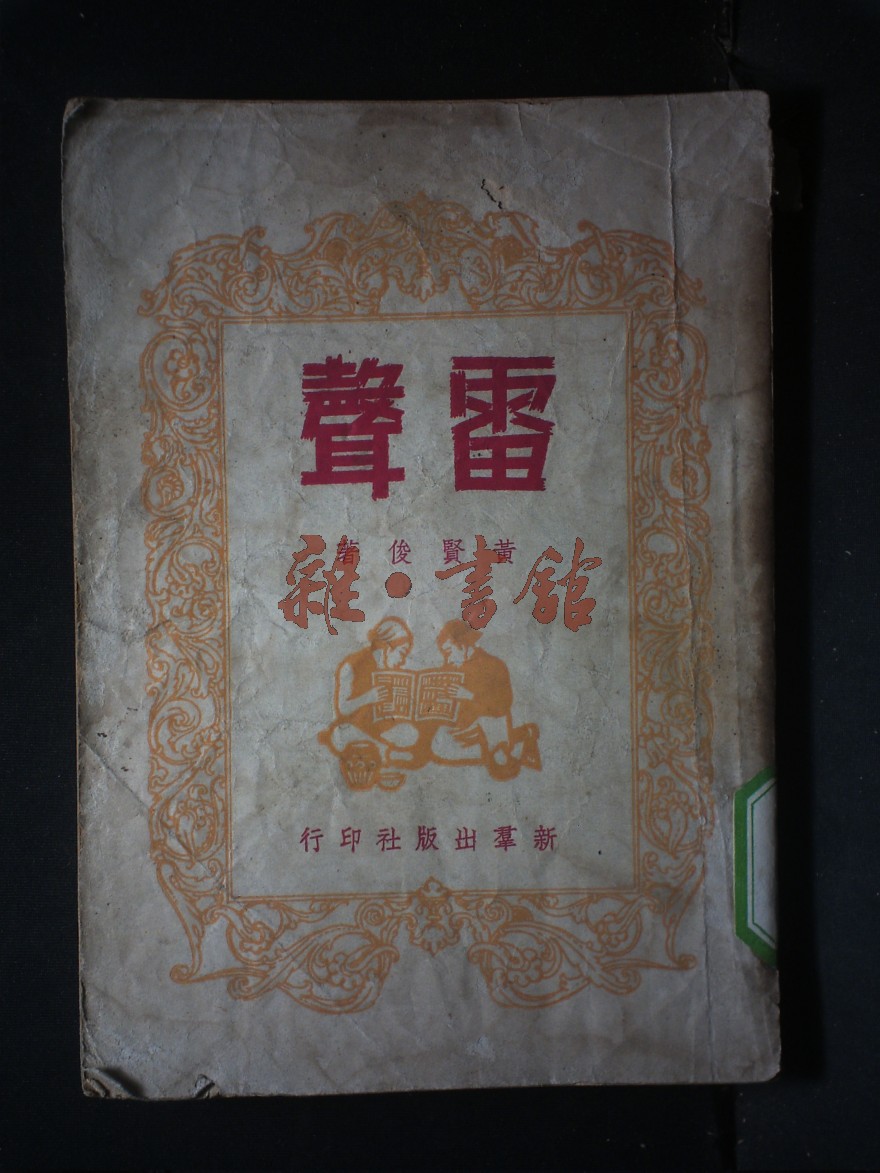 雷聲
黃賢俊著
雜·書館
新羣出版社印行